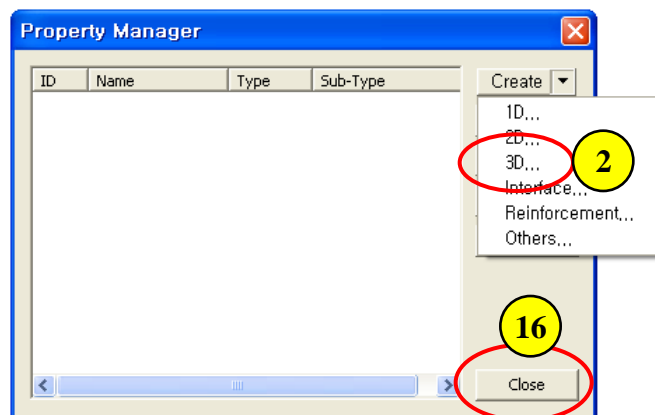 Property Manager
ID Name Type Sub-Type Create
1D...
2D...
3D... 2
Interface...
Reinforcement...
Others...
16
Close